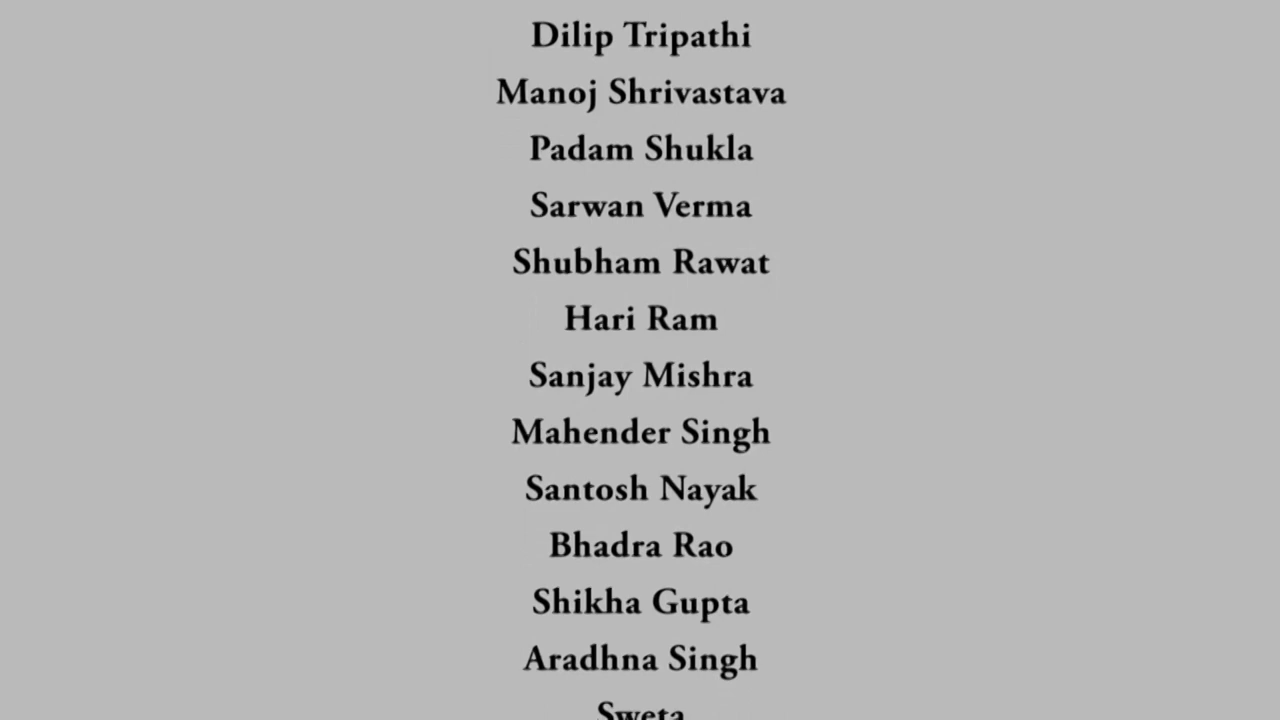 Dilip Tripathi
Manoj Shrivastava
Padam Shukla
Sarwan Verma
Shubham Rawat
Hari Ram
Sanjay Mishra
Mahender Singh
Santosh Nayak
Bhadra Rao
Shikha Gupta
Aradhna Singh
Sweta